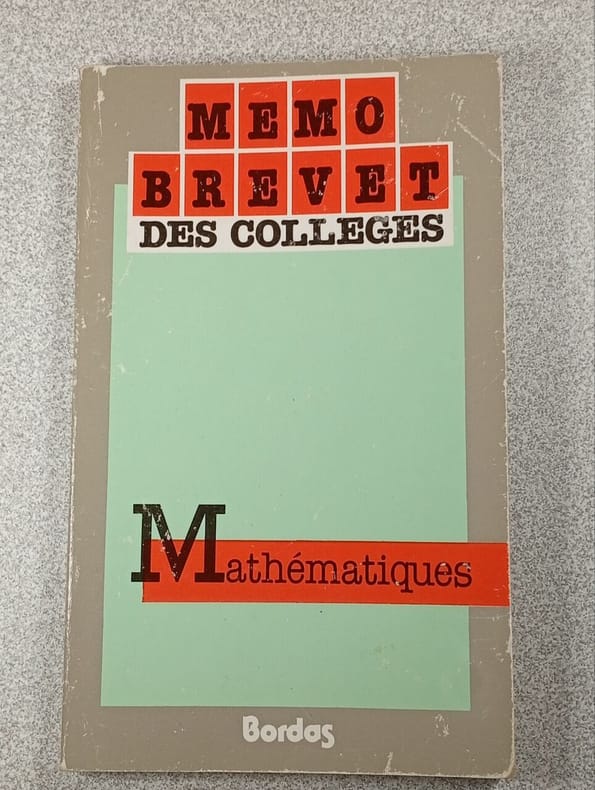 MEMO
BREVET
DES COLLEGES
Mathématiques
Bordas